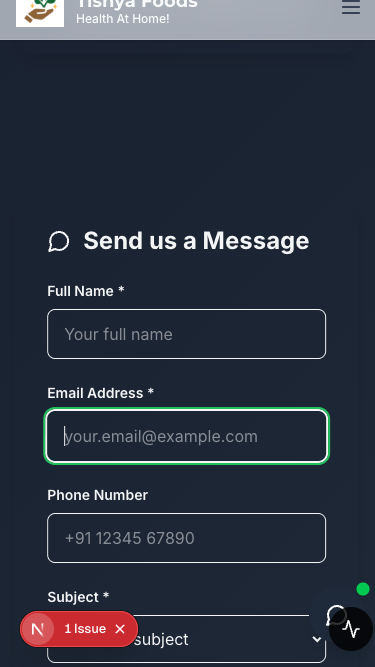 Tishya Foods
Health At Home!
Send us a Message
Full Name *
Your full name
Email Address *
your.email@example.com
Phone Number
+91 12345 67890
Subject *
subject
N 1 Issue